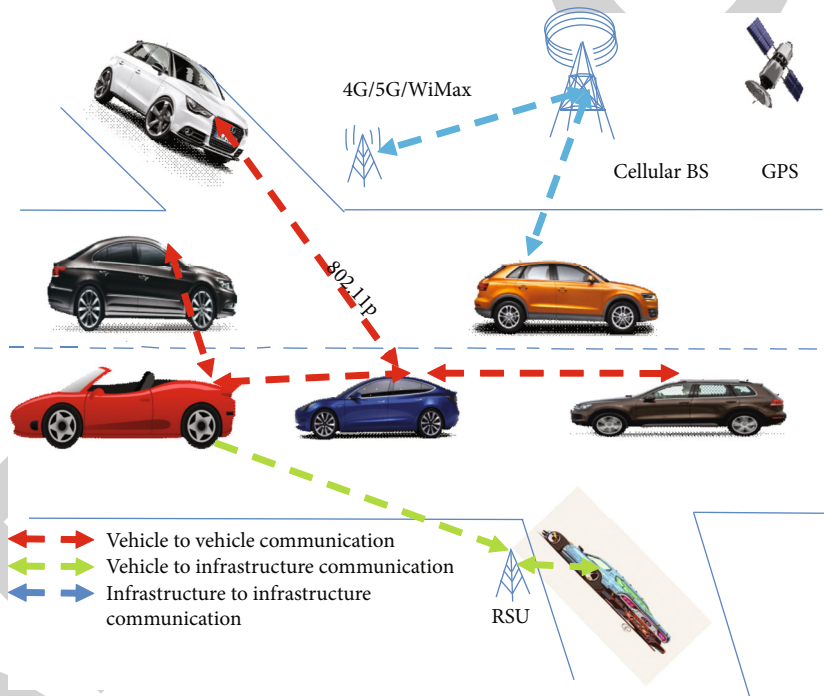 4G/5G/WiMax
Cellular BS
GPS
802.11p
Vehicle to vehicle communication
Vehicle to infrastructure communication
Infrastructure to infrastructure
communication
RSU